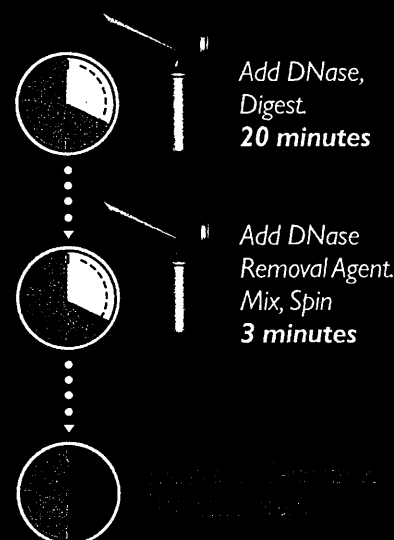 Add DNase,
Digest.
20 minutes
Add DNase
Removal Agent.
Mix, Spin
3 minutes